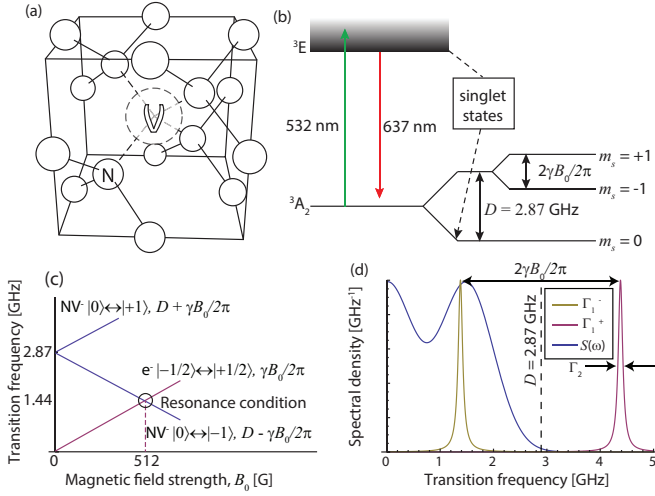 (a)
V
N
(b)
³E
532 nm
637 nm
singlet
states
mₛ = +1
2γB₀/2π
mₛ = -1
³A₂
D = 2.87 GHz
mₛ = 0
(c)
Transition frequency [GHz]
NV⁻ |0⟩↔|+1⟩, D + γB₀/2π
2.87
e⁻ |−1/2⟩↔|+1/2⟩, γB₀/2π
1.44
Resonance condition
NV⁻ |0⟩↔|−1⟩, D - γB₀/2π
0
512
Magnetic field strength, B₀ [G]
(d)
Spectral density [GHz⁻¹]
2γB₀/2π
D = 2.87 GHz
Γ₁⁻
Γ₁⁺
S(ω)
Γ₂
0 1 2 3 4 5
Transition frequency [GHz]